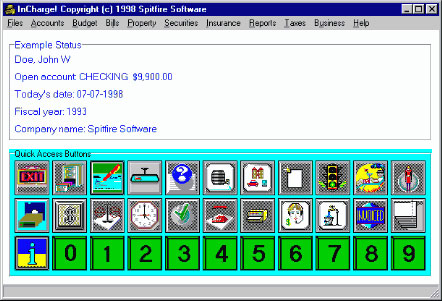 InCharge! Copyright (c) 1998 Spitfire Software
Files Accounts Budget Bills Property Securities Insurance Reports Taxes Business Help
Example Status
Doe, John W
Open account: CHECKING $9,900.00
Today's date: 07-07-1998
Fiscal year: 1993
Company name: Spitfire Software
Quick Access Buttons
EXIT ?
$ INVOICED
i 0 1 2 3 4 5 6 7 8 9